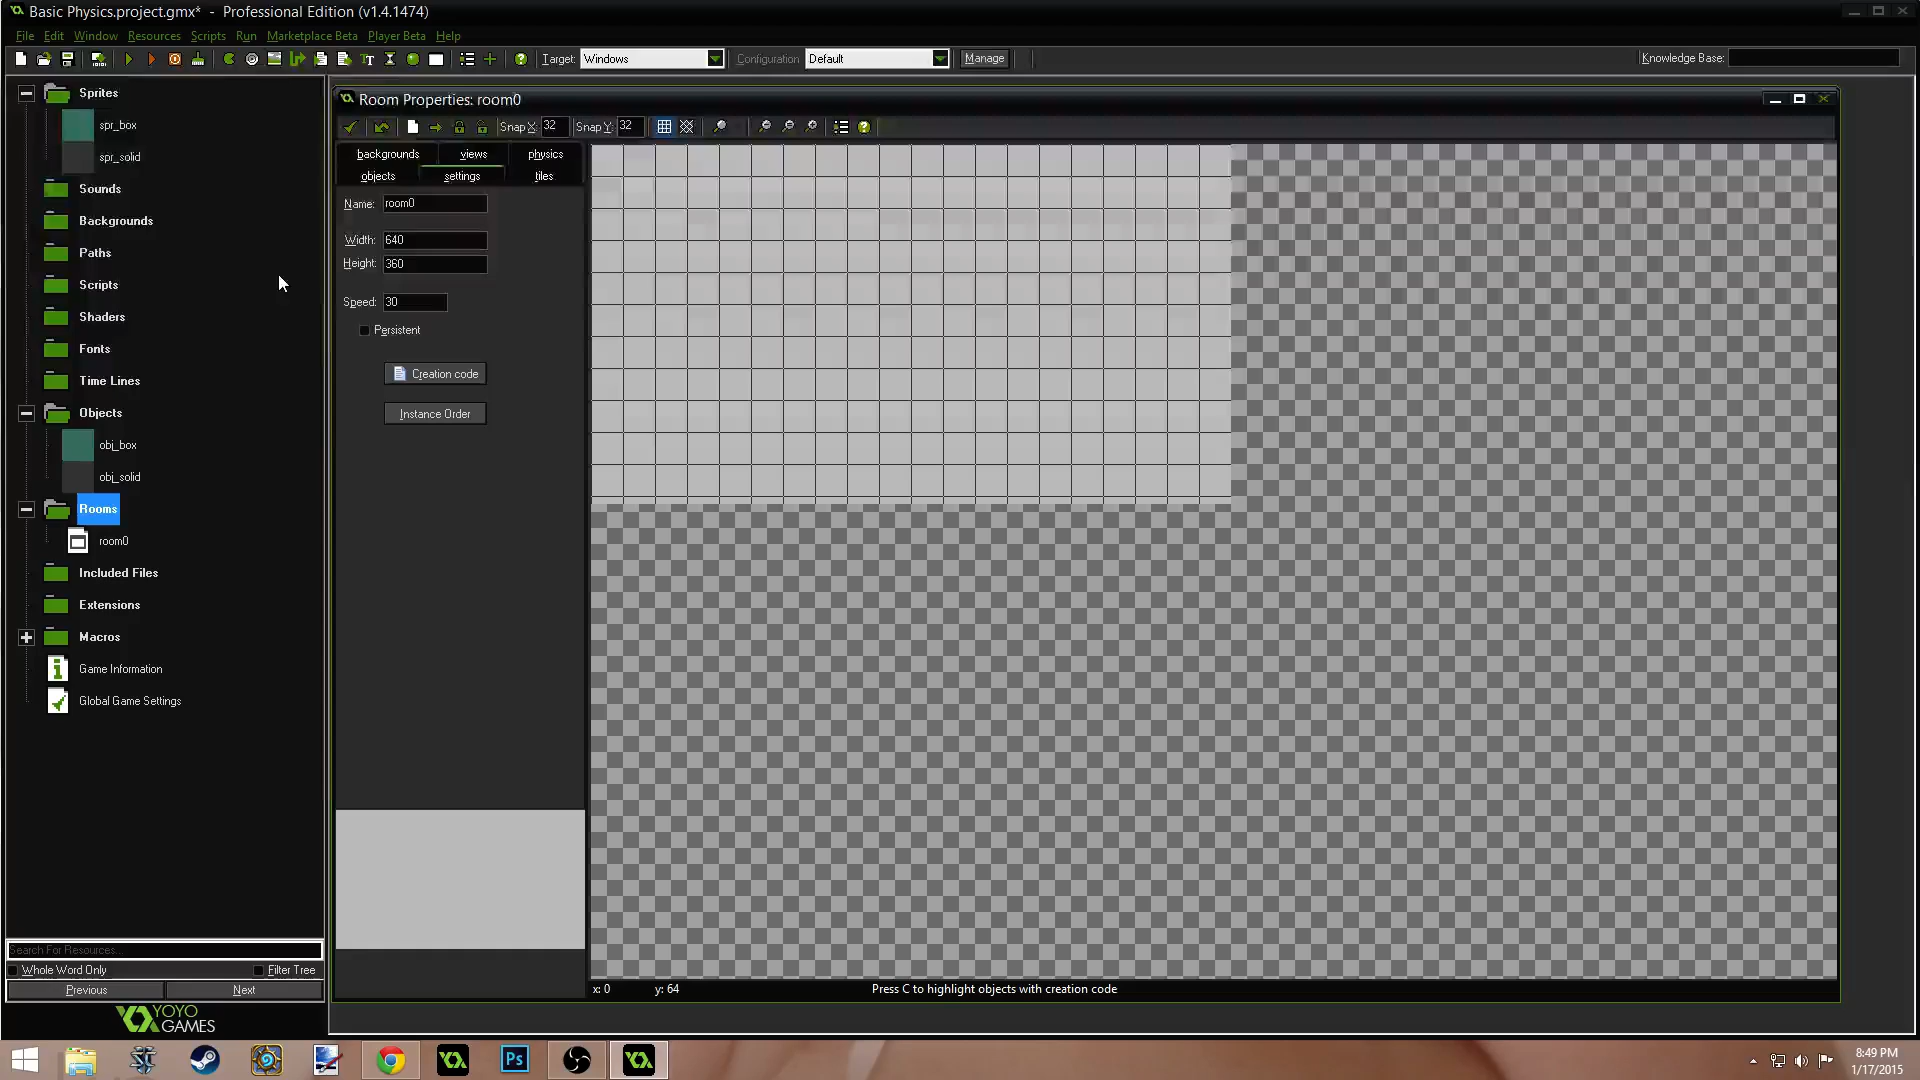 Basic Physics.project.gmx* - Professional Edition (v1.4.1474)
File Edit Window Resources Scripts Run Marketplace Beta Player Beta Help
Target: Windows Configuration Default Manage Knowledge Base:
Sprites
spr_box
spr_solid
Sounds
Backgrounds
Paths
Scripts
Shaders
Fonts
Time Lines
Objects
obj_box
obj_solid
Rooms
room0
Included Files
Extensions
Macros
Game Information
Global Game Settings
Search For Resources...
Whole Word Only Filter Tree
Previous Next
YOYO
GAMES
Room Properties: room0
Snap X: 32 Snap Y: 32
backgrounds views physics
objects settings tiles
Name: room0
Width: 640
Height: 360
Speed: 30
Persistent
Creation code
Instance Order
x: 0 y: 64 Press C to highlight objects with creation code
Ps
8:49 PM
1/17/2015